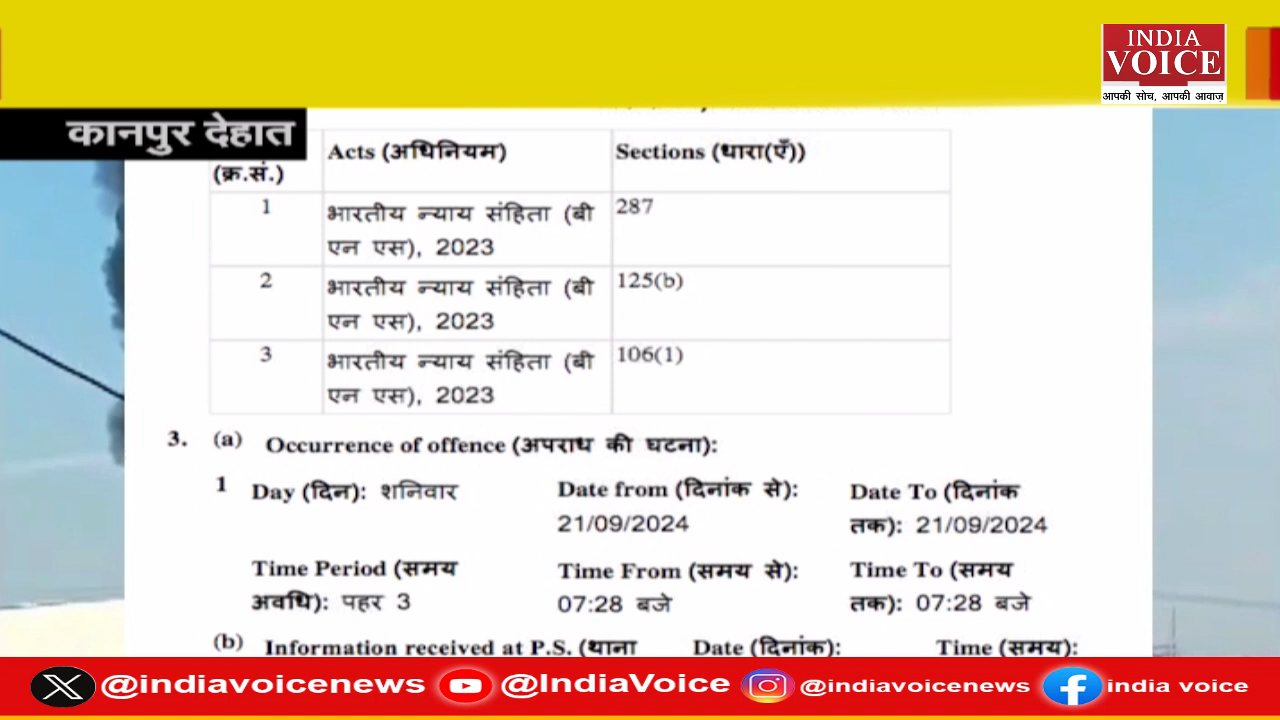 INDIA
VOICE
आपकी सोच, आपकी आवाज़
कानपुर देहात
(क्र.सं.)
Acts (अधिनियम)
Sections (धारा(एँ))
1
भारतीय न्याय संहिता (बी
एन एस), 2023
287
2
भारतीय न्याय संहिता (बी
एन एस), 2023
125(b)
3
भारतीय न्याय संहिता (बी
एन एस), 2023
106(1)
3. (a) Occurrence of offence (अपराध की घटना):
1 Day (दिन): शनिवार
Date from (दिनांक से):
21/09/2024
Date To (दिनांक
तक): 21/09/2024
Time Period (समय
अवधि): पहर 3
Time From (समय से):
07:28 बजे
Time To (समय
तक): 07:28 बजे
(b) Information received at P.S. (थाना
Date (दिनांक):
Time (समय):
@indiavoicenews
@IndiaVoice
@indiavoicenews
india voice